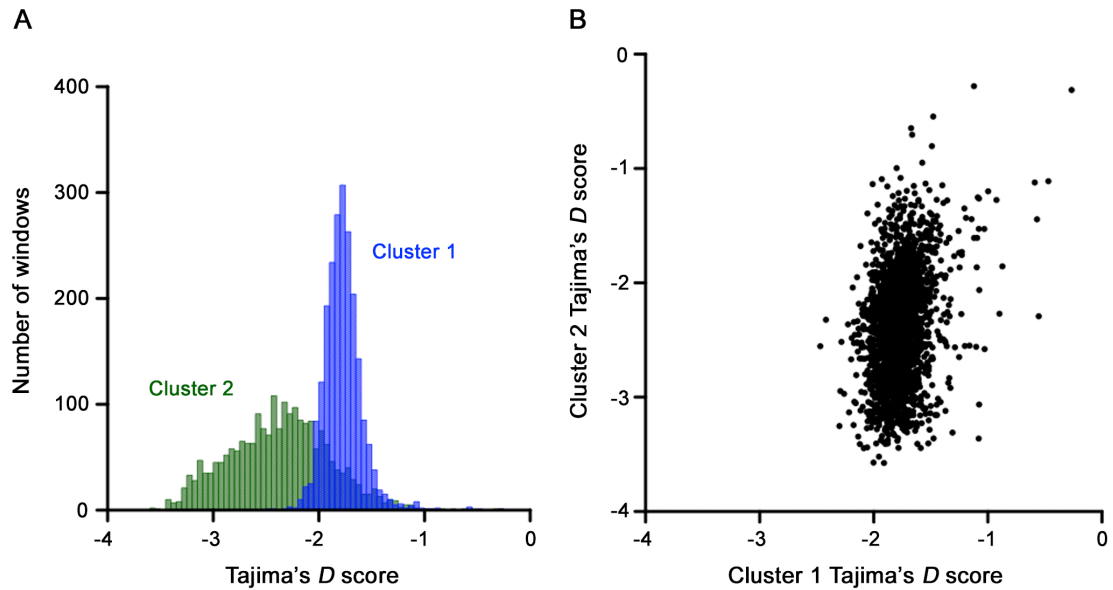 A
400
300
200
100
0
Number of windows
Cluster 1
Cluster 2
-4
-3
-2
-1
0
Tajima's D score
B
0
-1
-2
-3
-4
Cluster 2 Tajima's D score
-4
-3
-2
-1
0
Cluster 1 Tajima's D score